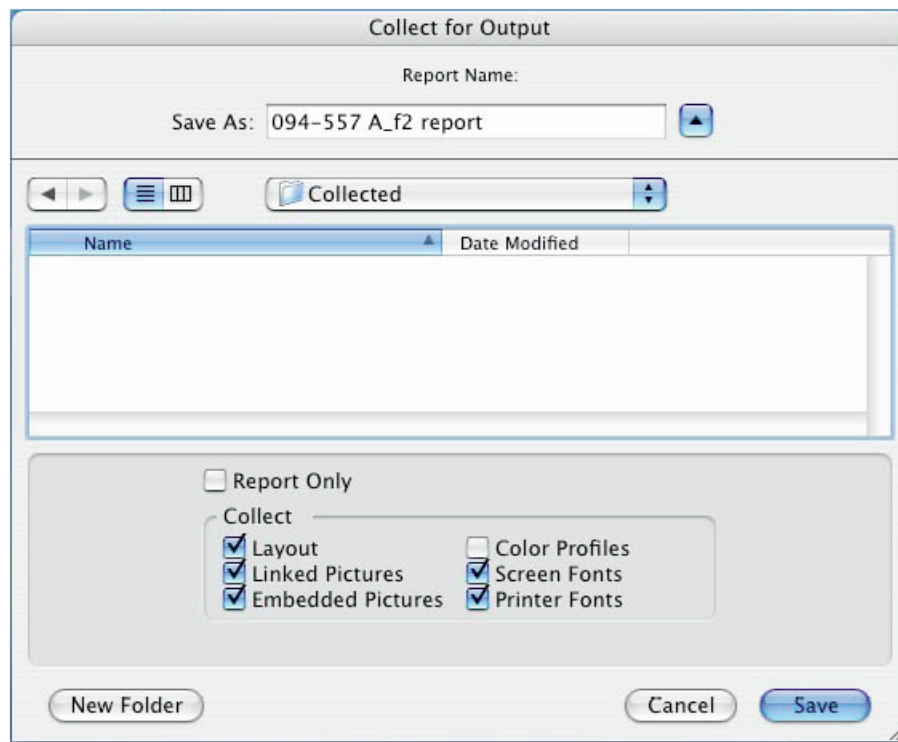 Collect for Output
Report Name:
Save As: 094-557 A_f2 report
Collected
Name Date Modified
Report Only
Collect
Layout Color Profiles
Linked Pictures Screen Fonts
Embedded Pictures Printer Fonts
New Folder Cancel Save